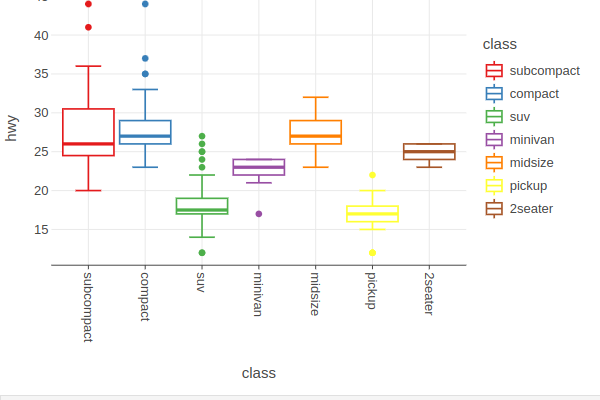 40
35
30
25
20
15
hwy
subcompact
compact
suv
minivan
midsize
pickup
2seater
class
class
subcompact
compact
suv
minivan
midsize
pickup
2seater